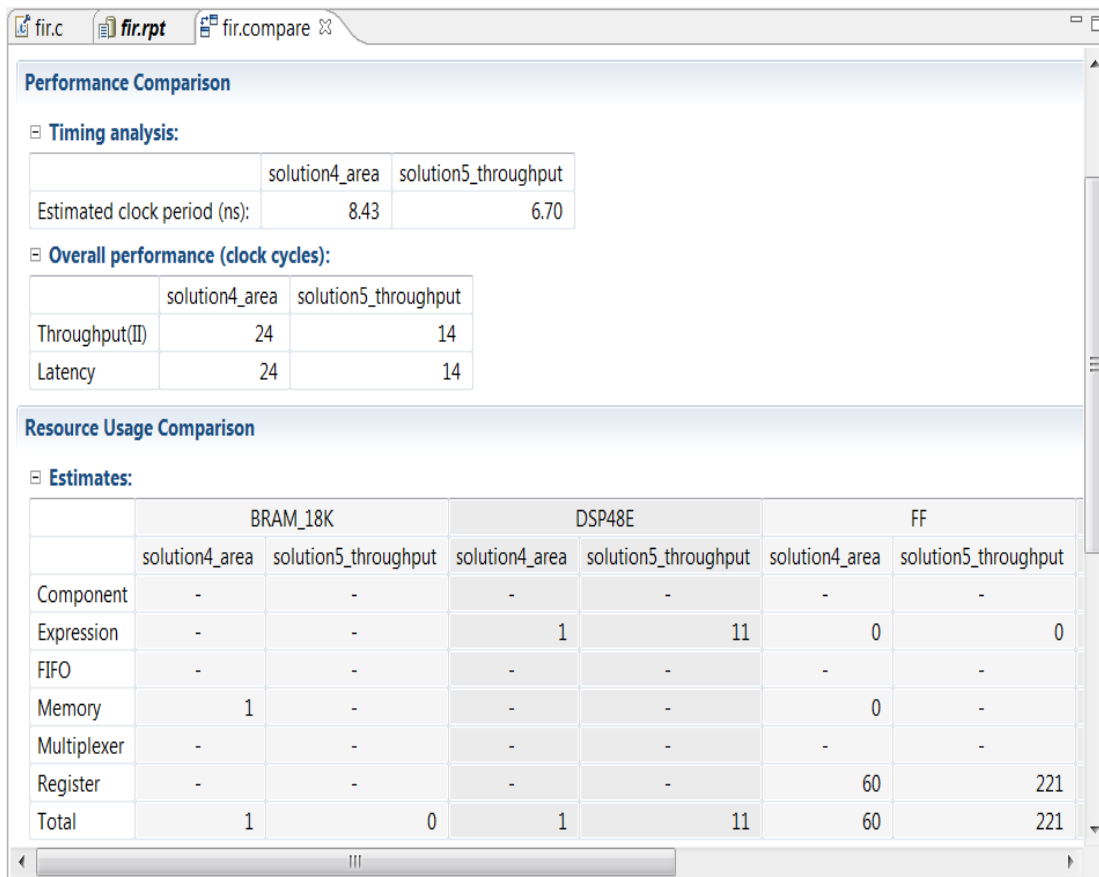 fir.c fir.rpt fir.compare
Performance Comparison
Timing analysis:
solution4_area solution5_throughput
Estimated clock period (ns): 8.43 6.70
Overall performance (clock cycles):
solution4_area solution5_throughput
Throughput(II) 24 14
Latency 24 14
Resource Usage Comparison
Estimates:
BRAM_18K DSP48E FF
solution4_area solution5_throughput solution4_area solution5_throughput solution4_area solution5_throughput
Component - - - - - -
Expression - - 1 11 0 0
FIFO - - - - - -
Memory 1 - - - 0 -
Multiplexer - - - - - -
Register - - - - 60 221
Total 1 0 1 11 60 221